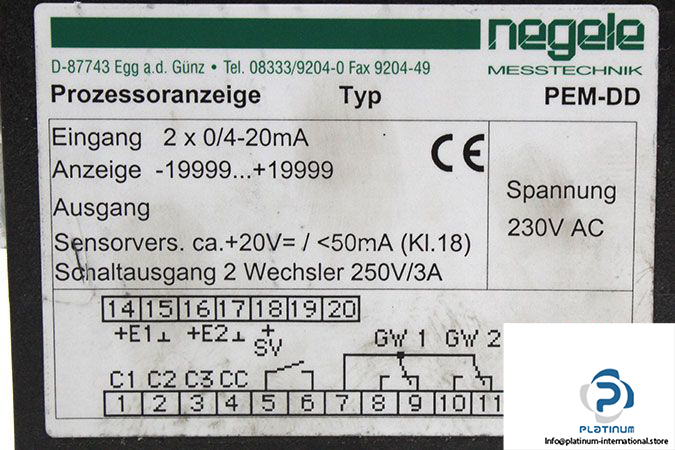 negele
MESSTECHNIK
D-87743 Egg a.d. Günz • Tel. 08333/9204-0 Fax 9204-49
Prozessoranzeige Typ PEM-DD
Eingang 2 x 0/4-20mA
Anzeige -19999...+19999
CE
Ausgang
Spannung
230V AC
Sensorvers. ca.+20V= / <50mA (Kl.18)
Schaltausgang 2 Wechsler 250V/3A
14 15 16 17 18 19 20
+E1⊥ +E2⊥ +
SV
GW 1 GW 2
C1 C2 C3 CC
1 2 3 4 5 6 7 8 9 10 11
PLATINUM
Info@platinum-international.store